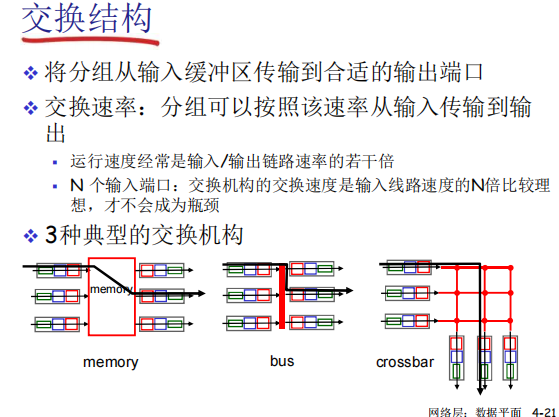 交换结构
将分组从输入缓冲区传输到合适的输出端口
交换速率：分组可以按照该速率从输入传输到输
出
运行速度经常是输入/输出链路速率的若干倍
N 个输入端口：交换机构的交换速度是输入线路速度的N倍比较理
想，才不会成为瓶颈
3种典型的交换机构
memory
memory
bus
crossbar
网络层：数据平面 4-21